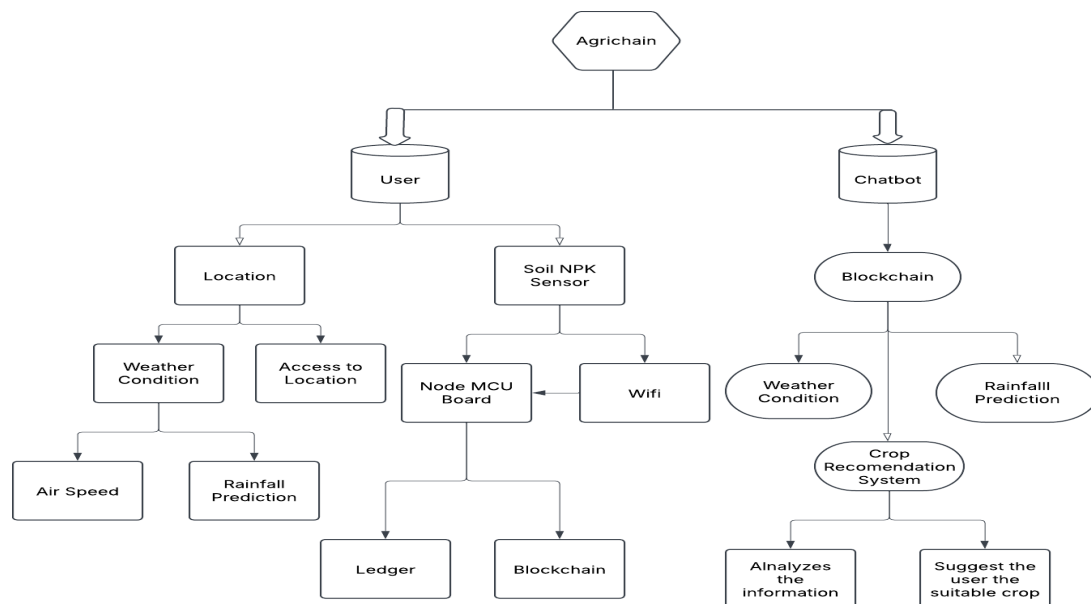 Agrichain
User
Chatbot
Location
Soil NPK
Sensor
Blockchain
Weather
Condition
Access to
Location
Node MCU
Board
Wifi
Weather
Condition
Rainfalll
Prediction
Air Speed
Rainfall
Prediction
Crop
Recomendation
System
Ledger
Blockchain
Alnalyzes
the
information
Suggest the
user the
suitable crop